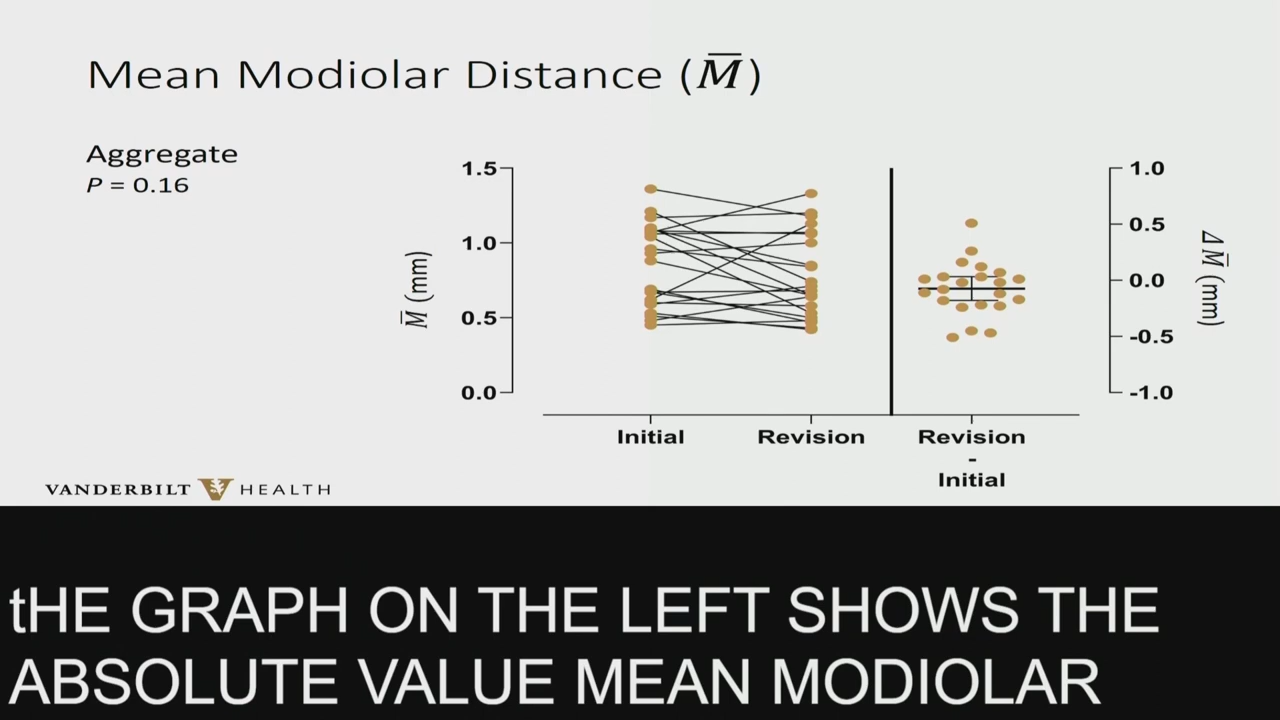 Mean Modiolar Distance (M̅)
Aggregate
P = 0.16
1.5
1.0
0.5
0.0
M̅ (mm)
Initial
Revision
Revision
-
Initial
1.0
0.5
0.0
-0.5
-1.0
Δ M̅ (mm)
VANDERBILT V HEALTH
tHE GRAPH ON THE LEFT SHOWS THE
ABSOLUTE VALUE MEAN MODIOLAR